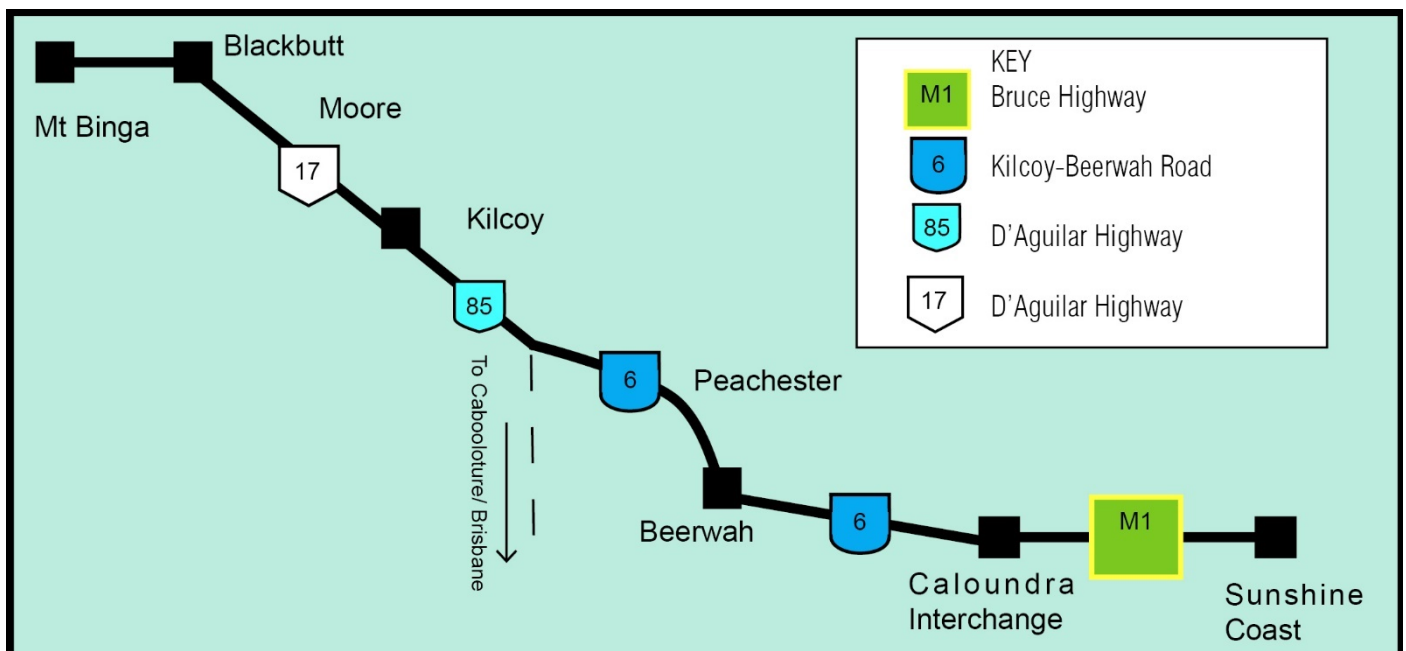 Blackbutt
Mt Binga
Moore
17
Kilcoy
85
To Cabooloture/ Brisbane
6
Peachester
Beerwah
6
Caloundra
Interchange
M1
Sunshine
Coast
KEY
M1
Bruce Highway
6
Kilcoy-Beerwah Road
85
D'Aguilar Highway
17
D'Aguilar Highway